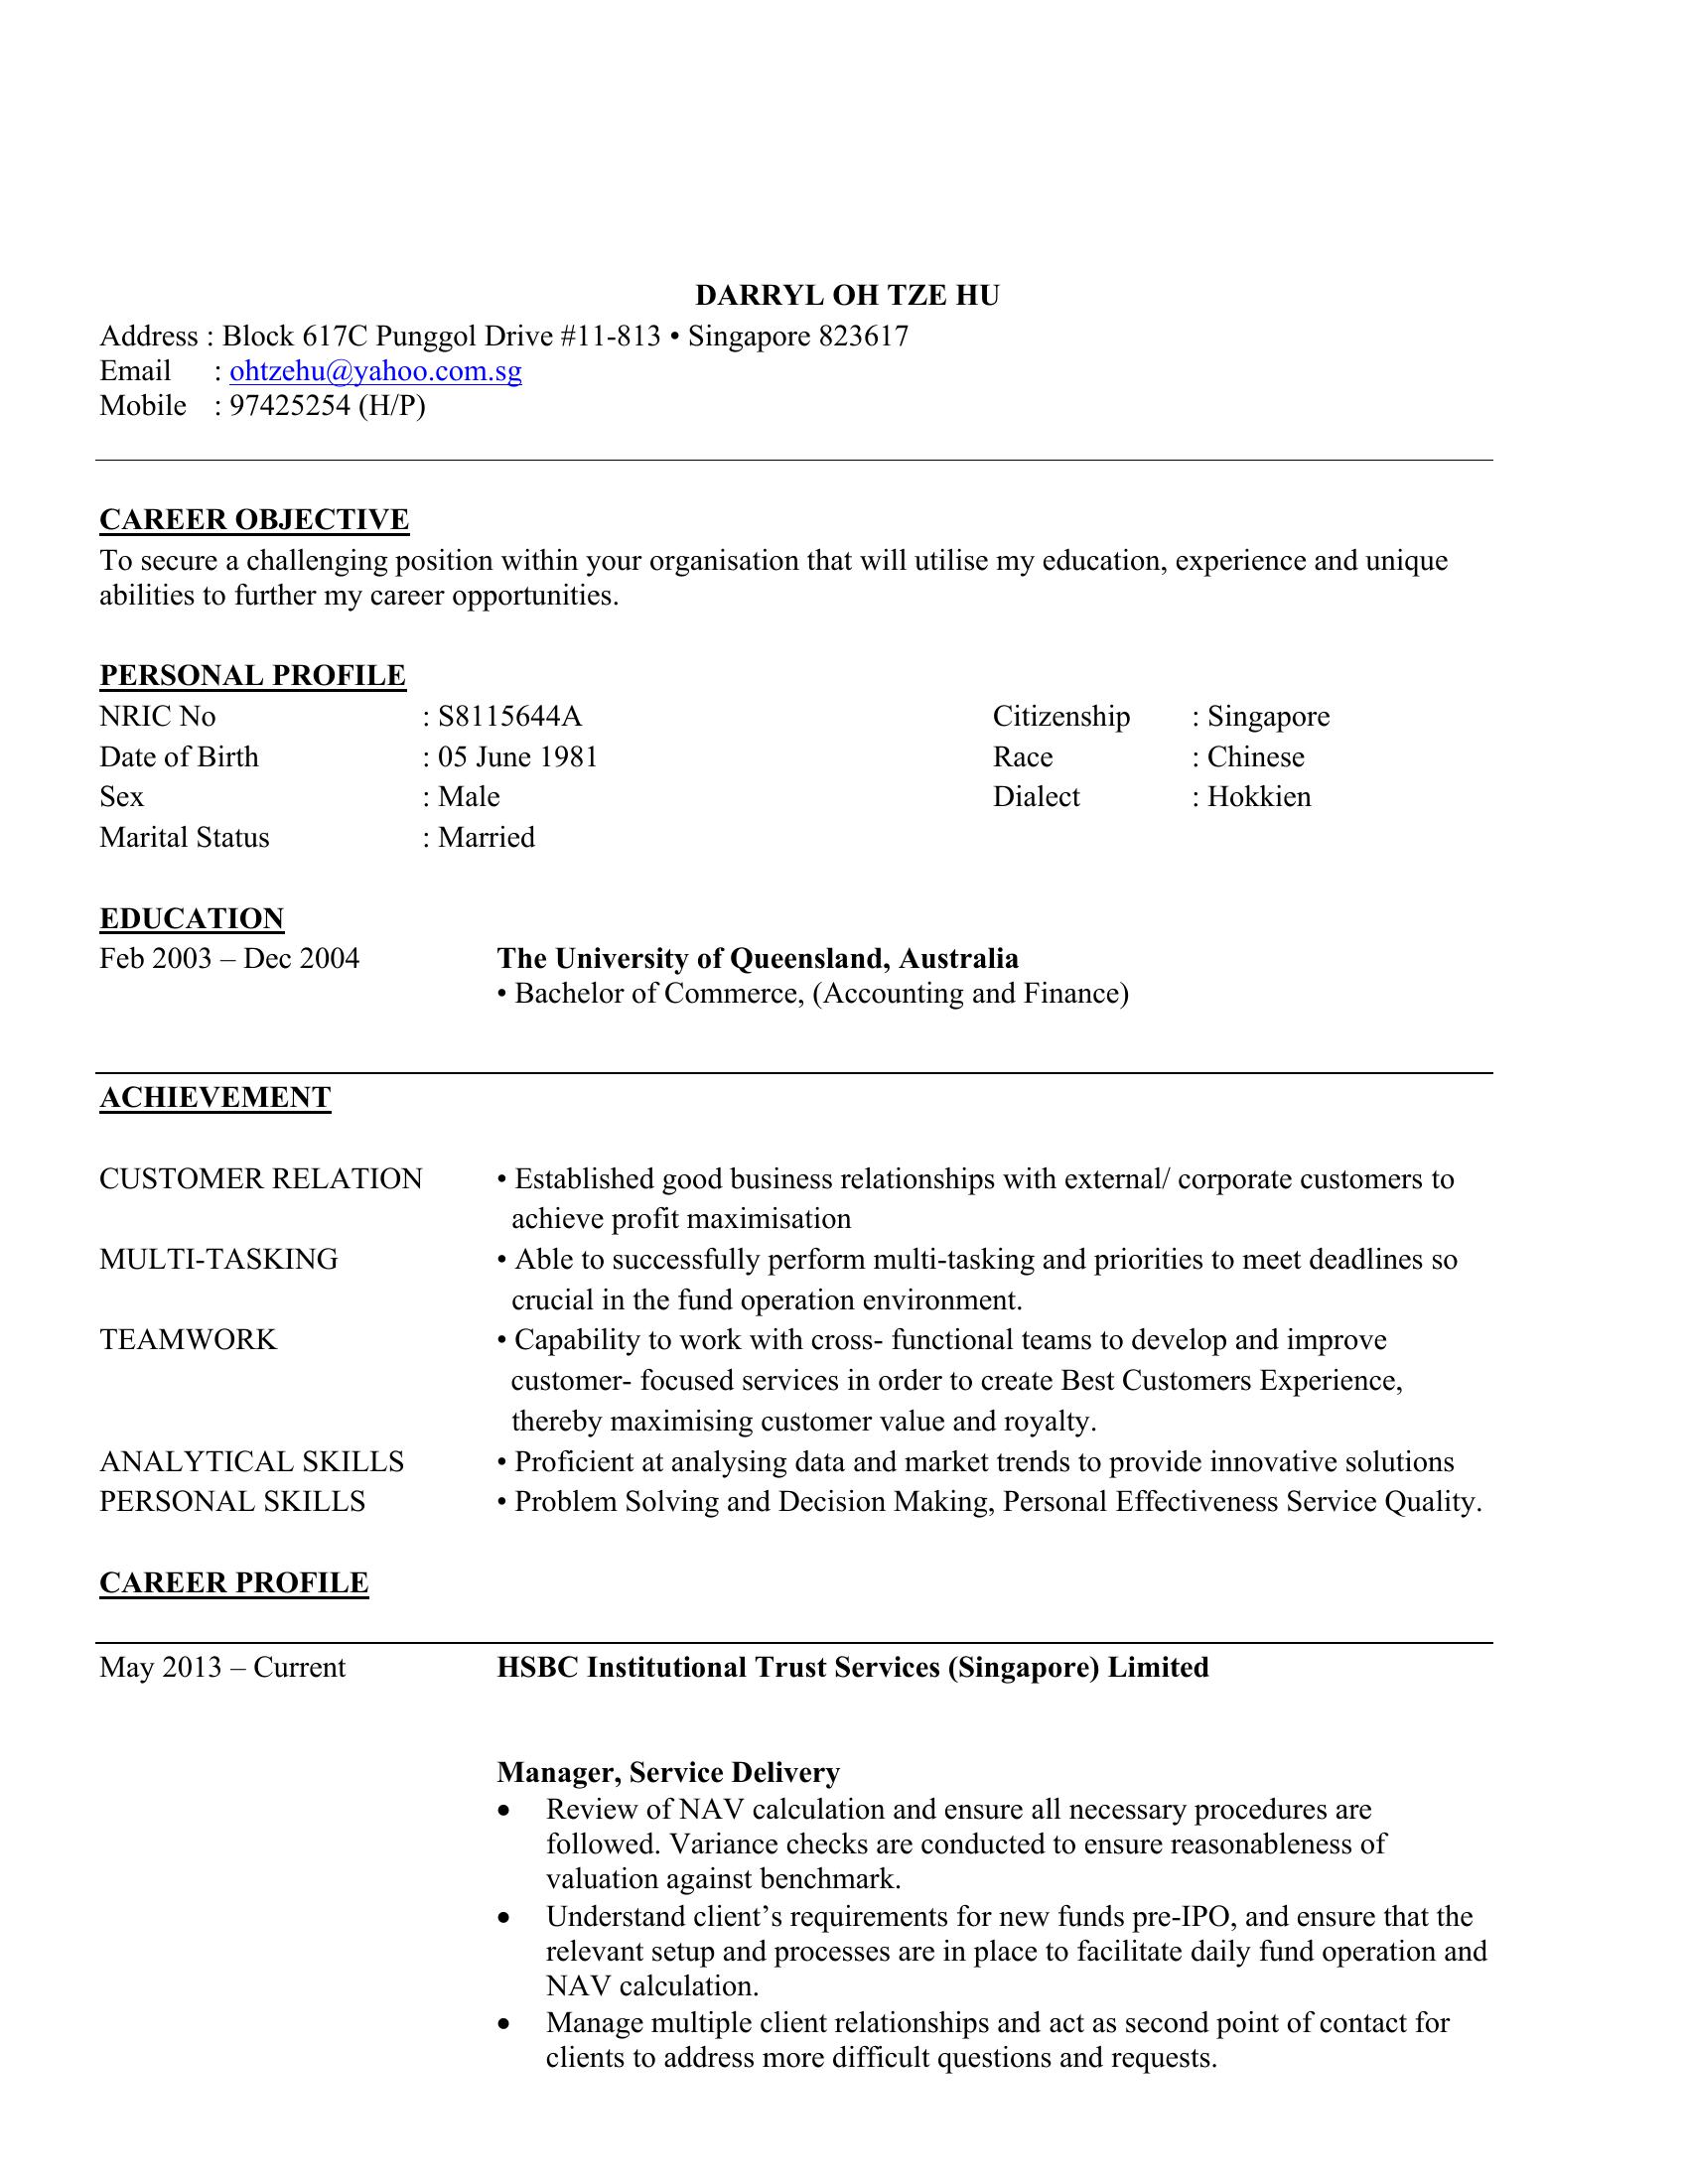 DARRYL OH TZE HU
Address : Block 617C Punggol Drive #11-813 • Singapore 823617
Email : ohtzehu@yahoo.com.sg
Mobile : 97425254 (H/P)
CAREER OBJECTIVE
To secure a challenging position within your organisation that will utilise my education, experience and unique
abilities to further my career opportunities.
PERSONAL PROFILE
NRIC No : S8115644A Citizenship : Singapore
Date of Birth : 05 June 1981 Race : Chinese
Sex : Male Dialect : Hokkien
Marital Status : Married
EDUCATION
Feb 2003 – Dec 2004 The University of Queensland, Australia
• Bachelor of Commerce, (Accounting and Finance)
ACHIEVEMENT
CUSTOMER RELATION • Established good business relationships with external/ corporate customers to
achieve profit maximisation
MULTI-TASKING • Able to successfully perform multi-tasking and priorities to meet deadlines so
crucial in the fund operation environment.
TEAMWORK • Capability to work with cross- functional teams to develop and improve
customer- focused services in order to create Best Customers Experience,
thereby maximising customer value and royalty.
ANALYTICAL SKILLS • Proficient at analysing data and market trends to provide innovative solutions
PERSONAL SKILLS • Problem Solving and Decision Making, Personal Effectiveness Service Quality.
CAREER PROFILE
May 2013 – Current HSBC Institutional Trust Services (Singapore) Limited
Manager, Service Delivery
• Review of NAV calculation and ensure all necessary procedures are
followed. Variance checks are conducted to ensure reasonableness of
valuation against benchmark.
• Understand client’s requirements for new funds pre-IPO, and ensure that the
relevant setup and processes are in place to facilitate daily fund operation and
NAV calculation.
• Manage multiple client relationships and act as second point of contact for
clients to address more difficult questions and requests.